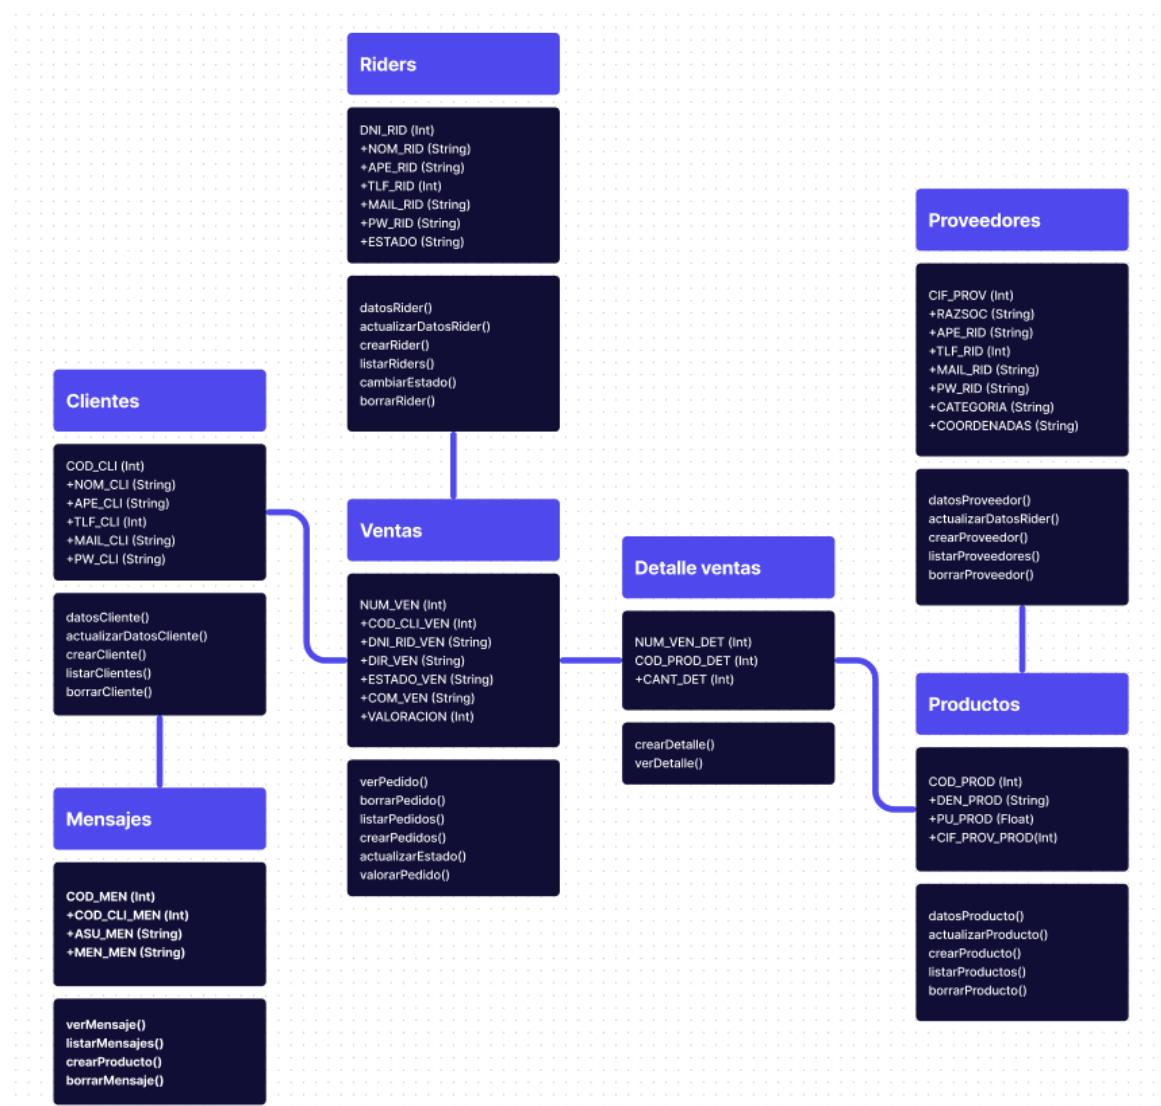 Riders
DNI_RID (Int)
+NOM_RID (String)
+APE_RID (String)
+TLF_RID (Int)
+MAIL_RID (String)
+PW_RID (String)
+ESTADO (String)
datosRider()
actualizarDatosRider()
crearRider()
listarRiders()
cambiarEstado()
borrarRider()
Clientes
COD_CLI (Int)
+NOM_CLI (String)
+APE_CLI (String)
+TLF_CLI (Int)
+MAIL_CLI (String)
+PW_CLI (String)
datosCliente()
actualizarDatosCliente()
crearCliente()
listarClientes()
borrarCliente()
Mensajes
COD_MEN (Int)
+COD_CLI_MEN (Int)
+ASU_MEN (String)
+MEN_MEN (String)
verMensaje()
listarMensajes()
crearProducto()
borrarMensaje()
Ventas
NUM_VEN (Int)
+COD_CLI_VEN (Int)
+DNI_RID_VEN (String)
+DIR_VEN (String)
+ESTADO_VEN (String)
+COM_VEN (String)
+VALORACION (Int)
verPedido()
borrarPedido()
listarPedidos()
crearPedidos()
actualizarEstado()
valorarPedido()
Detalle ventas
NUM_VEN_DET (Int)
COD_PROD_DET (Int)
+CANT_DET (Int)
crearDetalle()
verDetalle()
Proveedores
CIF_PROV (Int)
+RAZSOC (String)
+APE_RID (String)
+TLF_RID (Int)
+MAIL_RID (String)
+PW_RID (String)
+CATEGORIA (String)
+COORDENADAS (String)
datosProveedor()
actualizarDatosRider()
crearProveedor()
listarProveedores()
borrarProveedor()
Productos
COD_PROD (Int)
+DEN_PROD (String)
+PU_PROD (Float)
+CIF_PROV_PROD(Int)
datosProducto()
actualizarProducto()
crearProducto()
listarProductos()
borrarProducto()